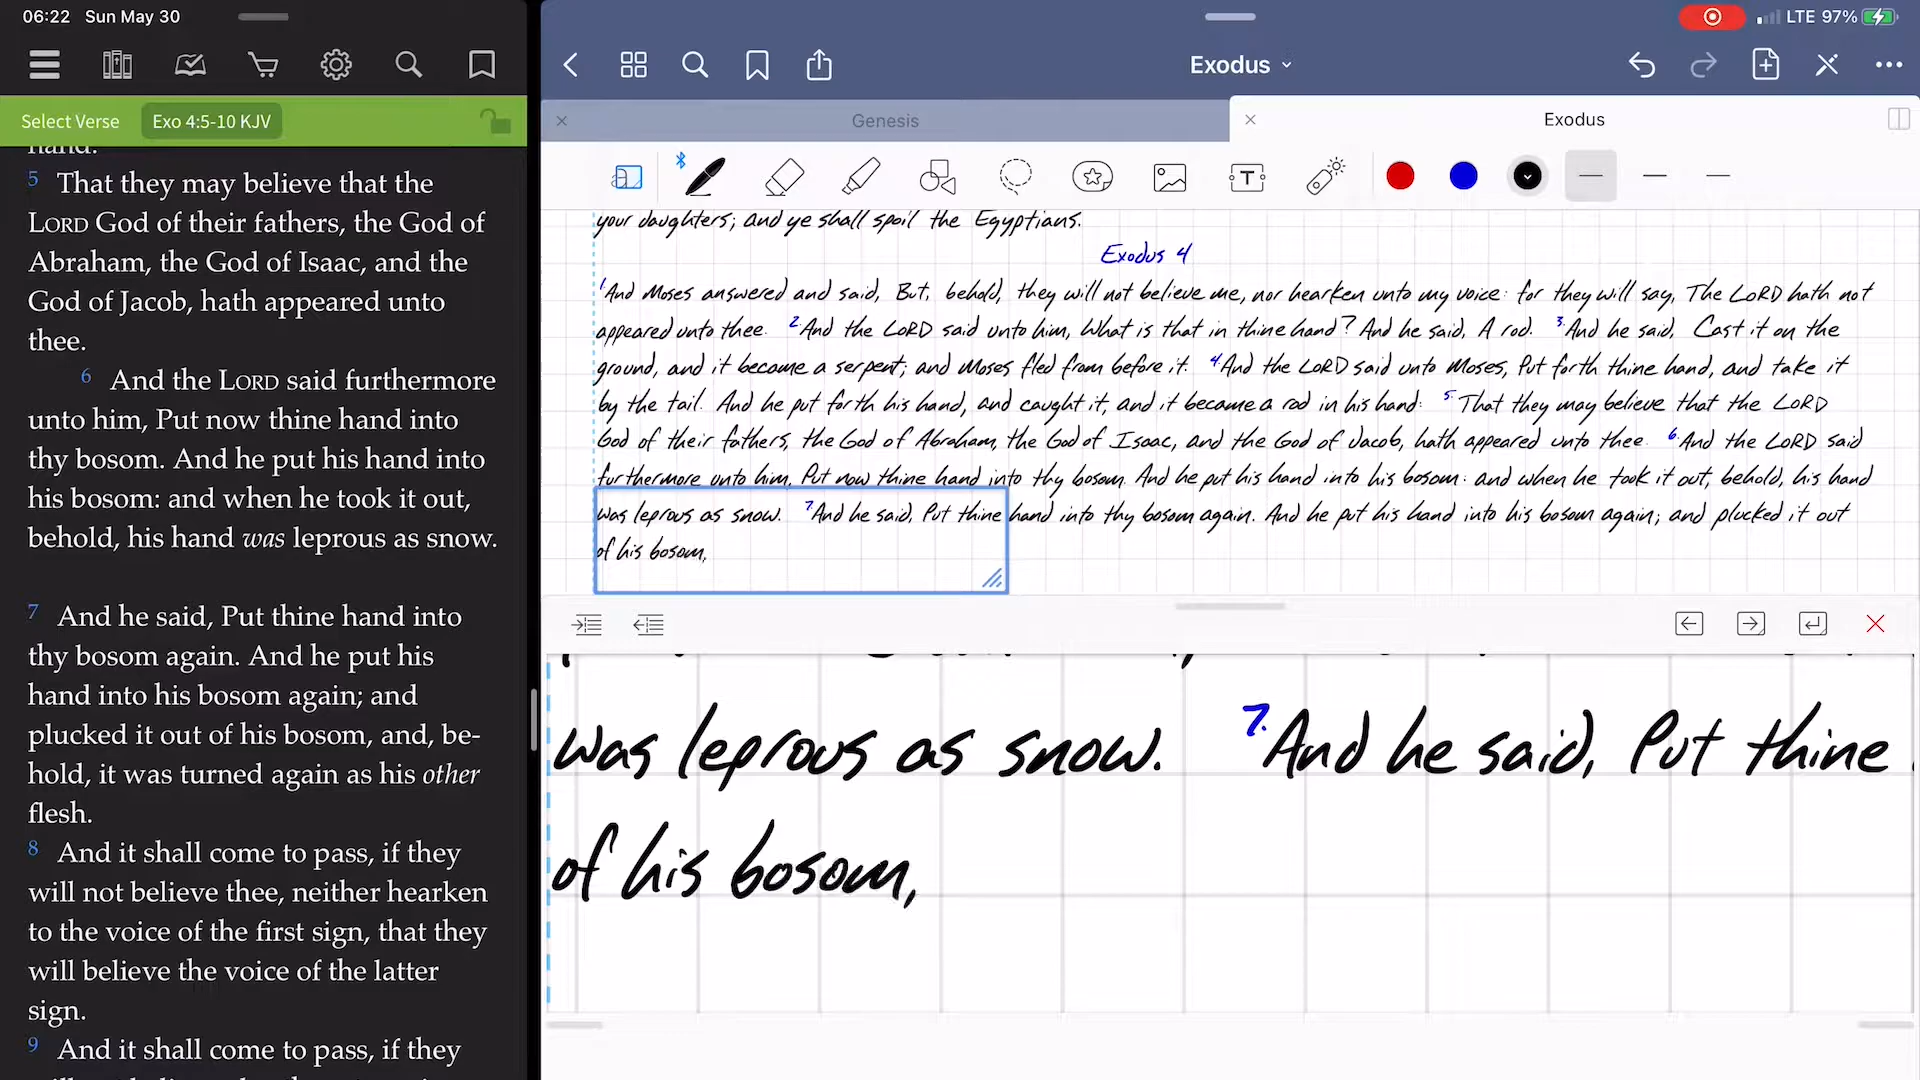 06:22 Sun May 30
LTE 97%
Select Verse Exo 4:5-10 KJV
hand.
5 That they may believe that the
LORD God of their fathers, the God of
Abraham, the God of Isaac, and the
God of Jacob, hath appeared unto
thee.
6 And the LORD said furthermore
unto him, Put now thine hand into
thy bosom. And he put his hand into
his bosom: and when he took it out,
behold, his hand was leprous as snow.
7 And he said, Put thine hand into
thy bosom again. And he put his
hand into his bosom again; and
plucked it out of his bosom, and, be-
hold, it was turned again as his other
flesh.
8 And it shall come to pass, if they
will not believe thee, neither hearken
to the voice of the first sign, that they
will believe the voice of the latter
sign.
9 And it shall come to pass, if they
Exodus
Genesis
Exodus
your daughters; and ye shall spoil the Egyptians.
Exodus 4
1 And Moses answered and said, But, behold, they will not believe me, nor hearken unto my voice: for they will say, The LORD hath not
appeared unto thee. 2 And the LORD said unto him, What is that in thine hand? And he said, A rod. 3 And he said, Cast it on the
ground, and it became a serpent; and Moses fled from before it. 4 And the LORD said unto Moses, Put forth thine hand, and take it
by the tail. And he put forth his hand, and caught it, and it became a rod in his hand: 5 That they may believe that the LORD
God of their fathers, the God of Abraham, the God of Isaac, and the God of Jacob, hath appeared unto thee. 6 And the LORD said
furthermore unto him, Put now thine hand into thy bosom. And he put his hand into his bosom: and when he took it out, behold, his hand
was leprous as snow. 7 And he said, Put thine hand into thy bosom again. And he put his hand into his bosom again; and plucked it out
of his bosom,
was leprous as snow. 7. And he said, Put thine
of his bosom,